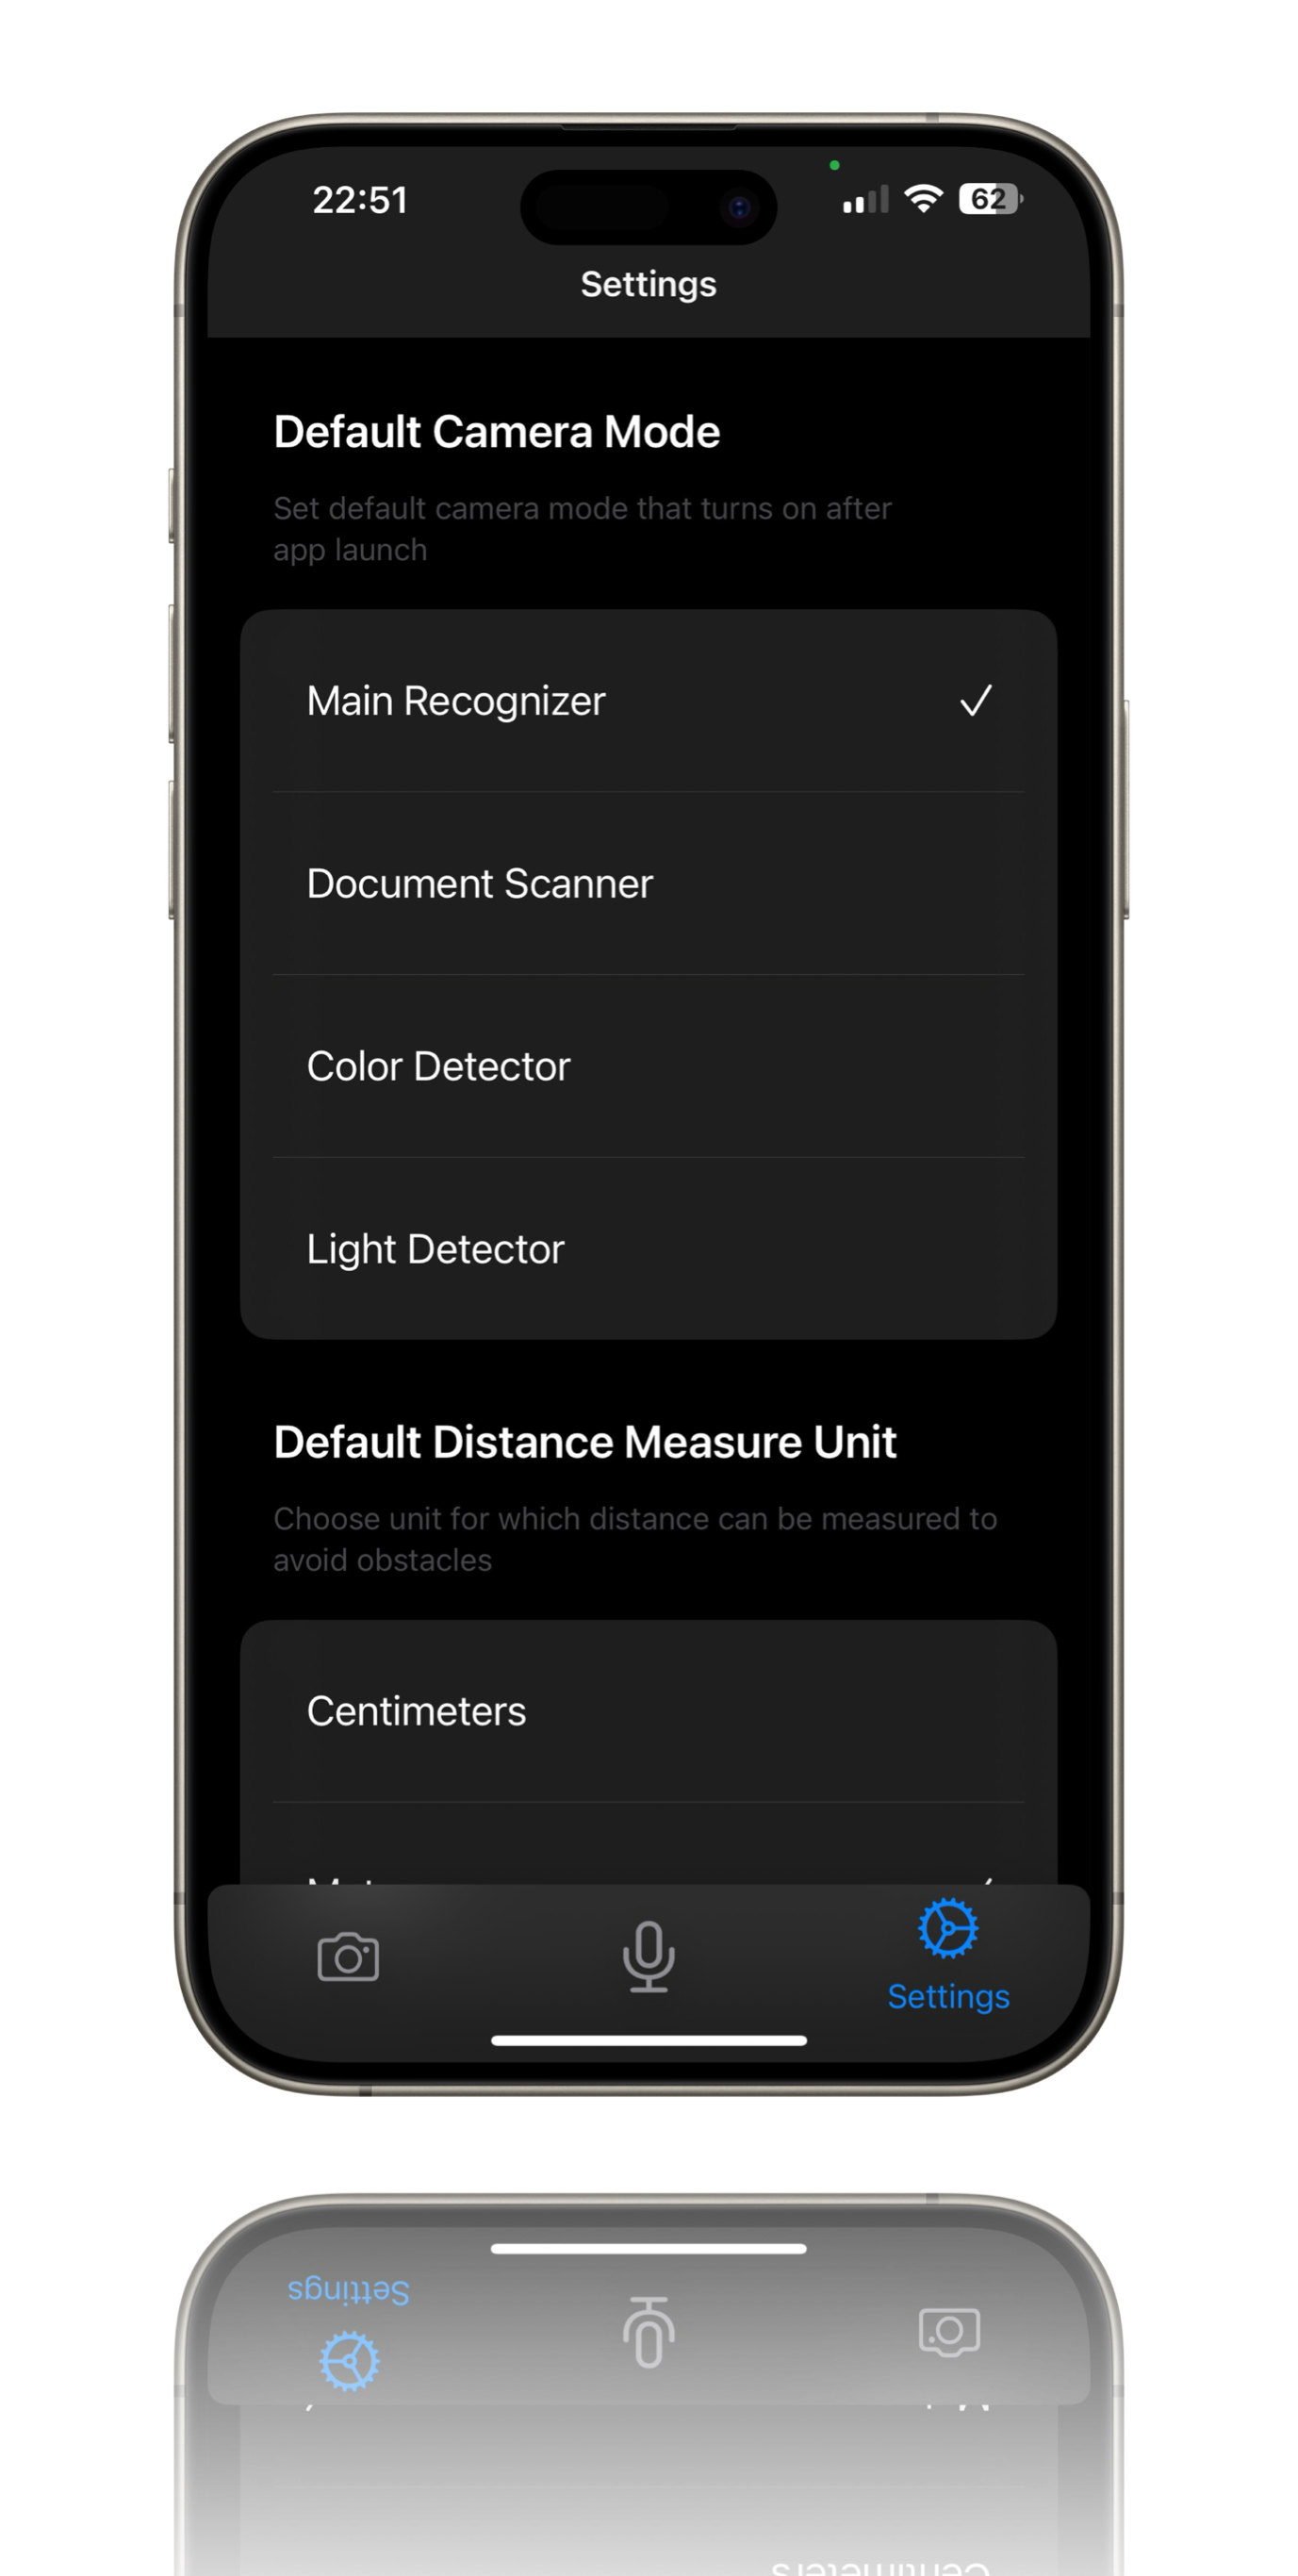 22:51
62
Settings
Default Camera Mode
Set default camera mode that turns on after
app launch
Main Recognizer
Document Scanner
Color Detector
Light Detector
Default Distance Measure Unit
Choose unit for which distance can be measured to
avoid obstacles
Centimeters
Settings
Settings
Centimeters